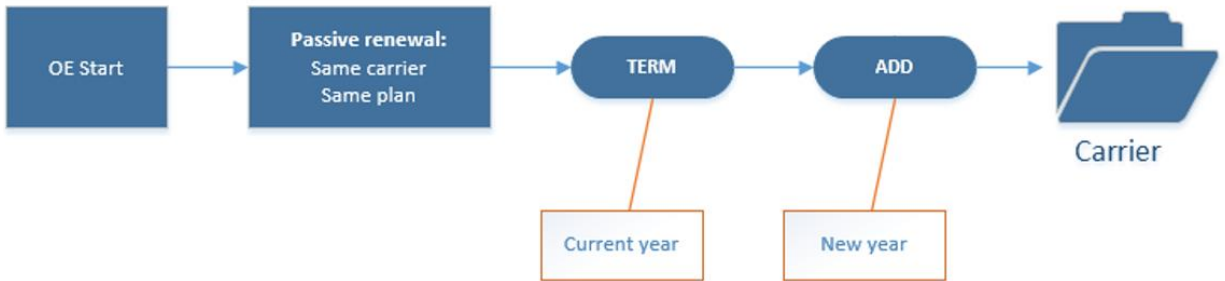 OE Start
Passive renewal:
Same carrier
Same plan
TERM
ADD
Carrier
Current year
New year